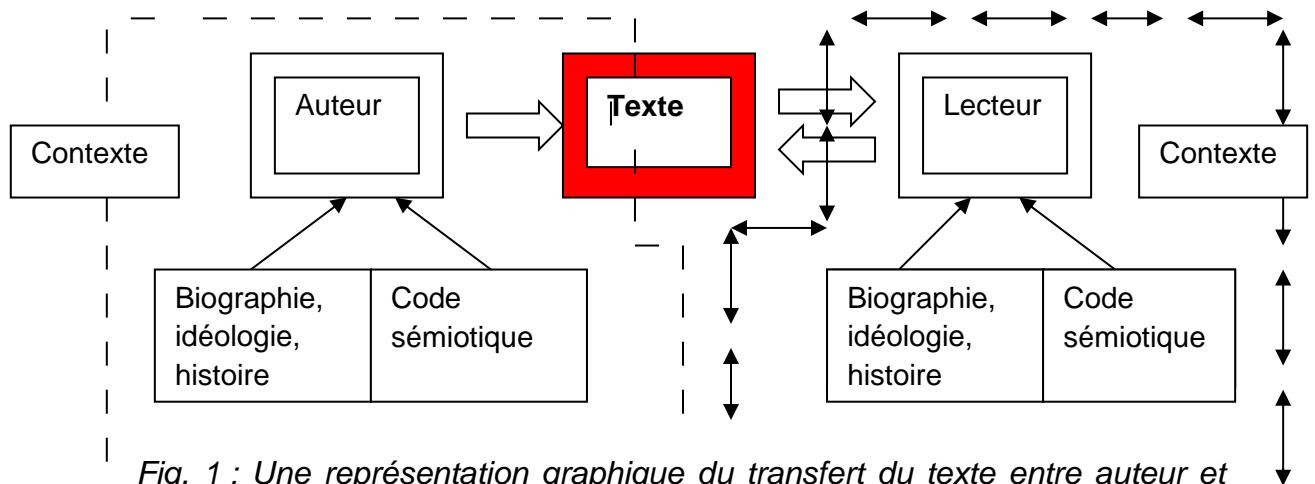 Auteur
Texte
Lecteur
Contexte
Contexte
Biographie,
idéologie,
histoire
Code
sémiotique
Biographie,
idéologie,
histoire
Code
sémiotique
Fig. 1 : Une représentation graphique du transfert du texte entre auteur et